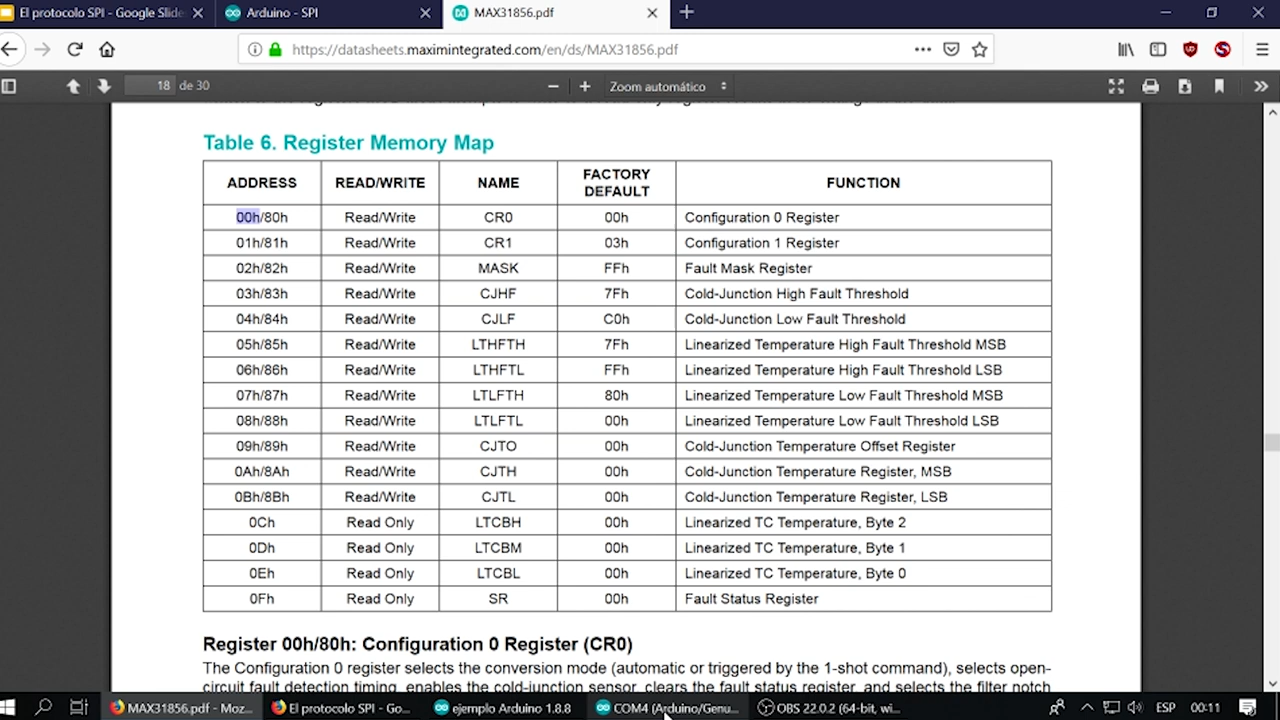 El protocolo SPI - Google Slide
Arduino - SPI
MAX31856.pdf
https://datasheets.maximintegrated.com/en/ds/MAX31856.pdf
18 de 30
Zoom automático
Table 6. Register Memory Map
ADDRESS READ/WRITE NAME FACTORY DEFAULT FUNCTION
00h/80h Read/Write CR0 00h Configuration 0 Register
01h/81h Read/Write CR1 03h Configuration 1 Register
02h/82h Read/Write MASK FFh Fault Mask Register
03h/83h Read/Write CJHF 7Fh Cold-Junction High Fault Threshold
04h/84h Read/Write CJLF C0h Cold-Junction Low Fault Threshold
05h/85h Read/Write LTHFTH 7Fh Linearized Temperature High Fault Threshold MSB
06h/86h Read/Write LTHFTL FFh Linearized Temperature High Fault Threshold LSB
07h/87h Read/Write LTLFTH 80h Linearized Temperature Low Fault Threshold MSB
08h/88h Read/Write LTLFTL 00h Linearized Temperature Low Fault Threshold LSB
09h/89h Read/Write CJTO 00h Cold-Junction Temperature Offset Register
0Ah/8Ah Read/Write CJTH 00h Cold-Junction Temperature Register, MSB
0Bh/8Bh Read/Write CJTL 00h Cold-Junction Temperature Register, LSB
0Ch Read Only LTCBH 00h Linearized TC Temperature, Byte 2
0Dh Read Only LTCBM 00h Linearized TC Temperature, Byte 1
0Eh Read Only LTCBL 00h Linearized TC Temperature, Byte 0
0Fh Read Only SR 00h Fault Status Register
Register 00h/80h: Configuration 0 Register (CR0)
The Configuration 0 register selects the conversion mode (automatic or triggered by the 1-shot command), selects open-
circuit fault detection timing, enables the cold-junction sensor, clears the fault status register, and selects the filter notch
MAX31856.pdf - Moz...
El protocolo SPI - Go...
ejemplo Arduino 1.8.8
COM4 (Arduino/Genu...
OBS 22.0.2 (64-bit, wi...
ESP
00:11